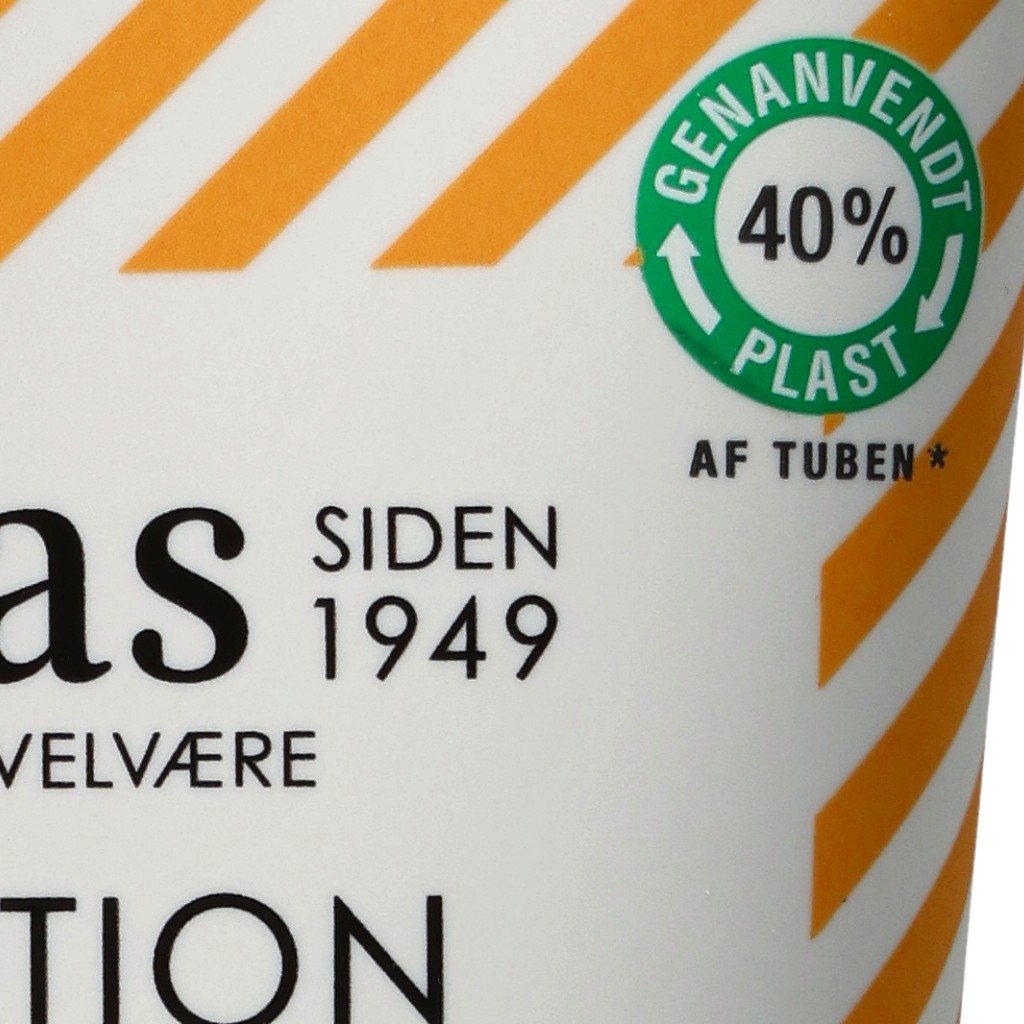 GENANVENDT
40%
PLAST
AF TUBEN*
as
SIDEN
1949
VELVÆRE
TION